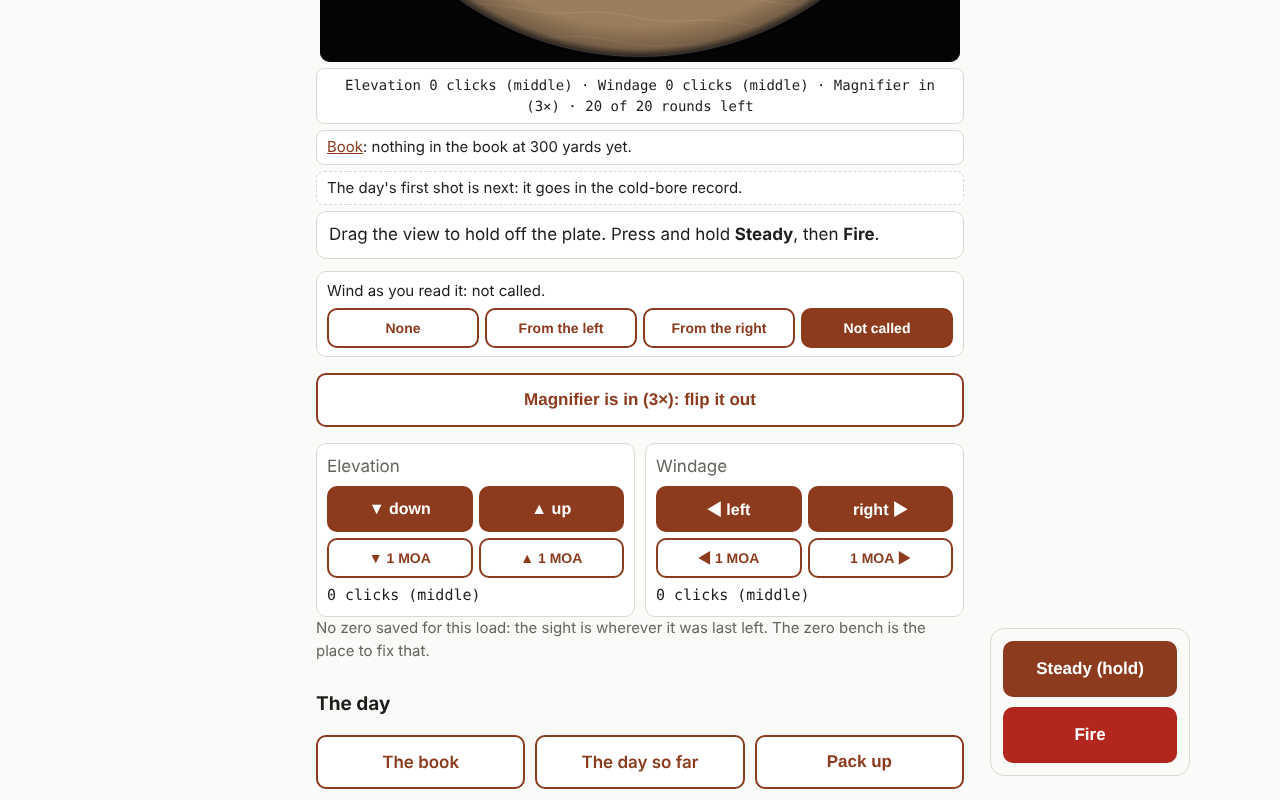 Elevation 0 clicks (middle) · Windage 0 clicks (middle) · Magnifier in
(3×) · 20 of 20 rounds left
Book: nothing in the book at 300 yards yet.
The day's first shot is next: it goes in the cold-bore record.
Drag the view to hold off the plate. Press and hold Steady, then Fire.
Wind as you read it: not called.
None
From the left
From the right
Not called
Magnifier is in (3×): flip it out
Elevation
▼ down
▲ up
▼ 1 MOA
▲ 1 MOA
0 clicks (middle)
Windage
◀ left
right ▶
◀ 1 MOA
1 MOA ▶
0 clicks (middle)
No zero saved for this load: the sight is wherever it was last left. The zero bench is the
place to fix that.
Steady (hold)
Fire
The day
The book
The day so far
Pack up